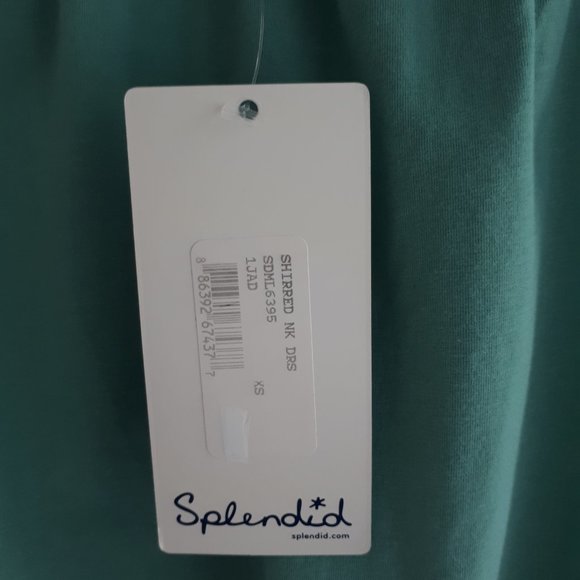 SHIRRED NK DRS
SDML6395
1JAD
XS
8 86392 67437 7
Splendid
splendid.com